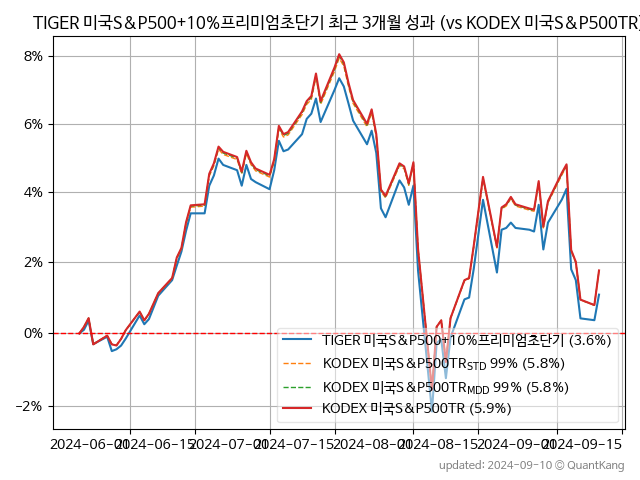 TIGER 미국S&P500+10%프리미엄초단기 최근 3개월 성과 (vs KODEX 미국S&P500TR)
8%
6%
4%
2%
0%
−2%
TIGER 미국S&P500+10%프리미엄초단기 (3.6%)
KODEX 미국S&P500TRSTD 99% (5.8%)
KODEX 미국S&P500TRMDD 99% (5.8%)
KODEX 미국S&P500TR (5.9%)
2024-06-01 2024-06-15 2024-07-01 2024-07-15 2024-08-01 2024-08-15 2024-09-01 2024-09-15
updated: 2024-09-10 © QuantKang